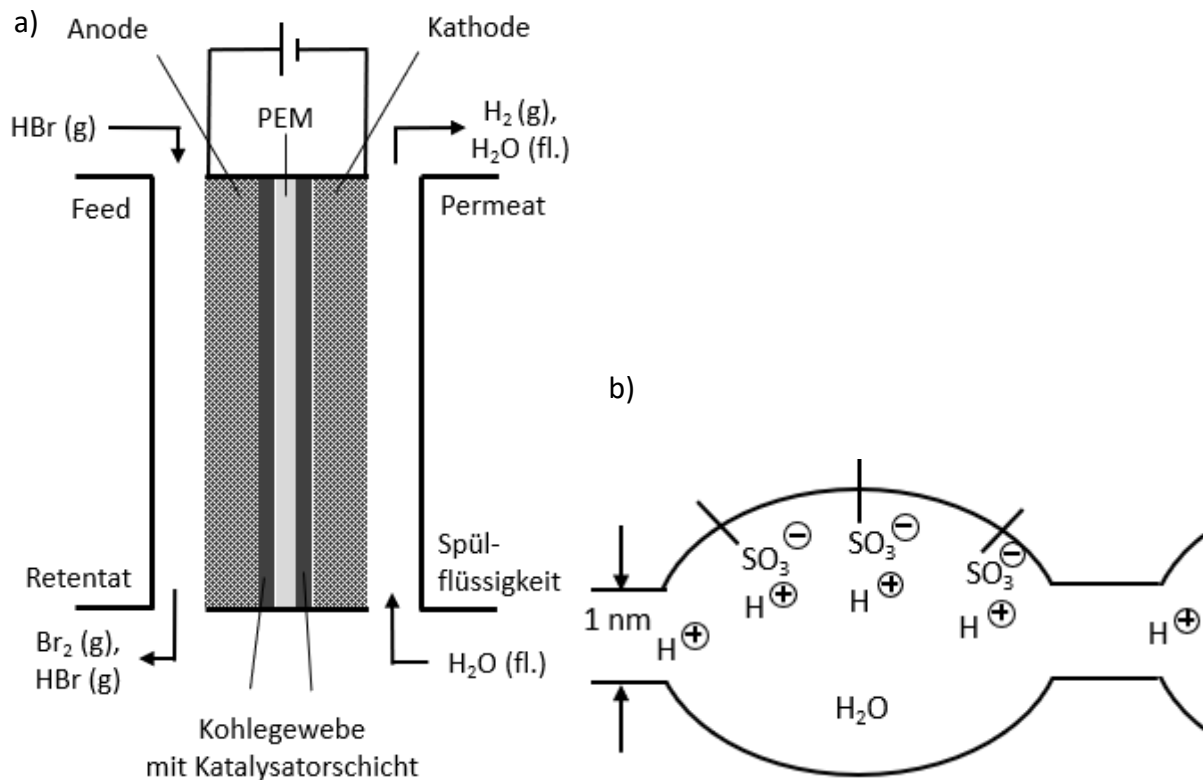 a)
Anode
Kathode
HBr (g)
PEM
H₂ (g),
H₂O (fl.)
Feed
Permeat
Retentat
Spül-
flüssigkeit
Br₂ (g),
HBr (g)
H₂O (fl.)
Kohlegewebe
mit Katalysatorschicht
b)
SO₃ ⊖
SO₃ ⊖
SO₃ ⊖
H ⊕
H ⊕
H ⊕
1 nm
H ⊕
H ⊕
H₂O